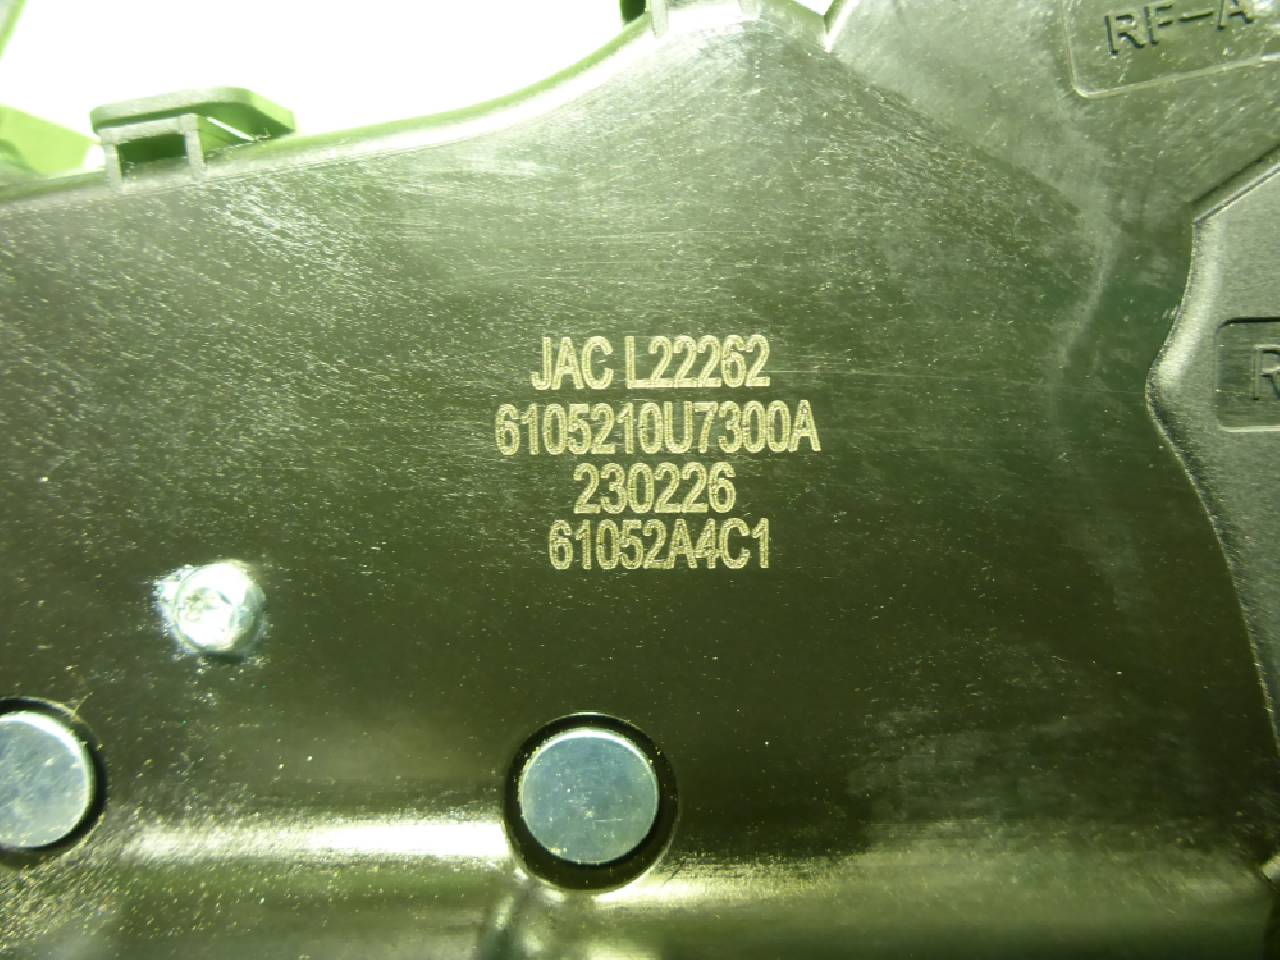 RF-A
JAC L22262
6105210U7300A
230226
61052A4C1
R